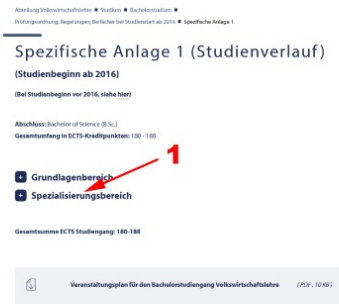 Abteilung Volkswirtschaftslehre ■ Studium ■ Bachelorstudium ■
Prüfungsordnung, Regelungen, Beifächer bei Studienstart ab 2016 ■ Spezifische Anlage 1
Spezifische Anlage 1 (Studienverlauf)
(Studienbeginn ab 2016)
(Bei Studienbeginn vor 2016, siehe hier)
Abschluss: Bachelor of Science (B.Sc.)
Gesamtumfang in ECTS-Kreditpunkten: 180 - 188
1
+ Grundlagenbereich
+ Spezialisierungsbereich
Gesamtsumme ECTS Studiengang: 180-188
Veranstaltungsplan für den Bachelorstudiengang Volkswirtschaftslehre (PDF, 10 KB)